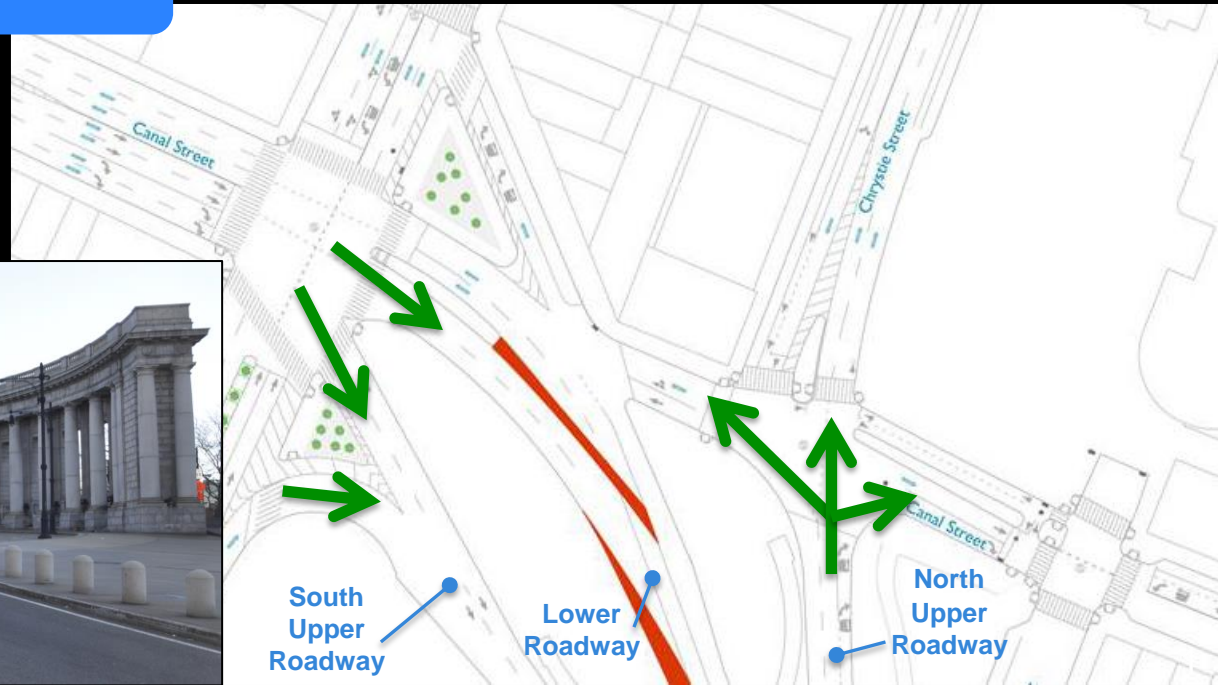 Canal Street
Chrystie Street
Canal Street
South
Upper
Roadway
Lower
Roadway
North
Upper
Roadway